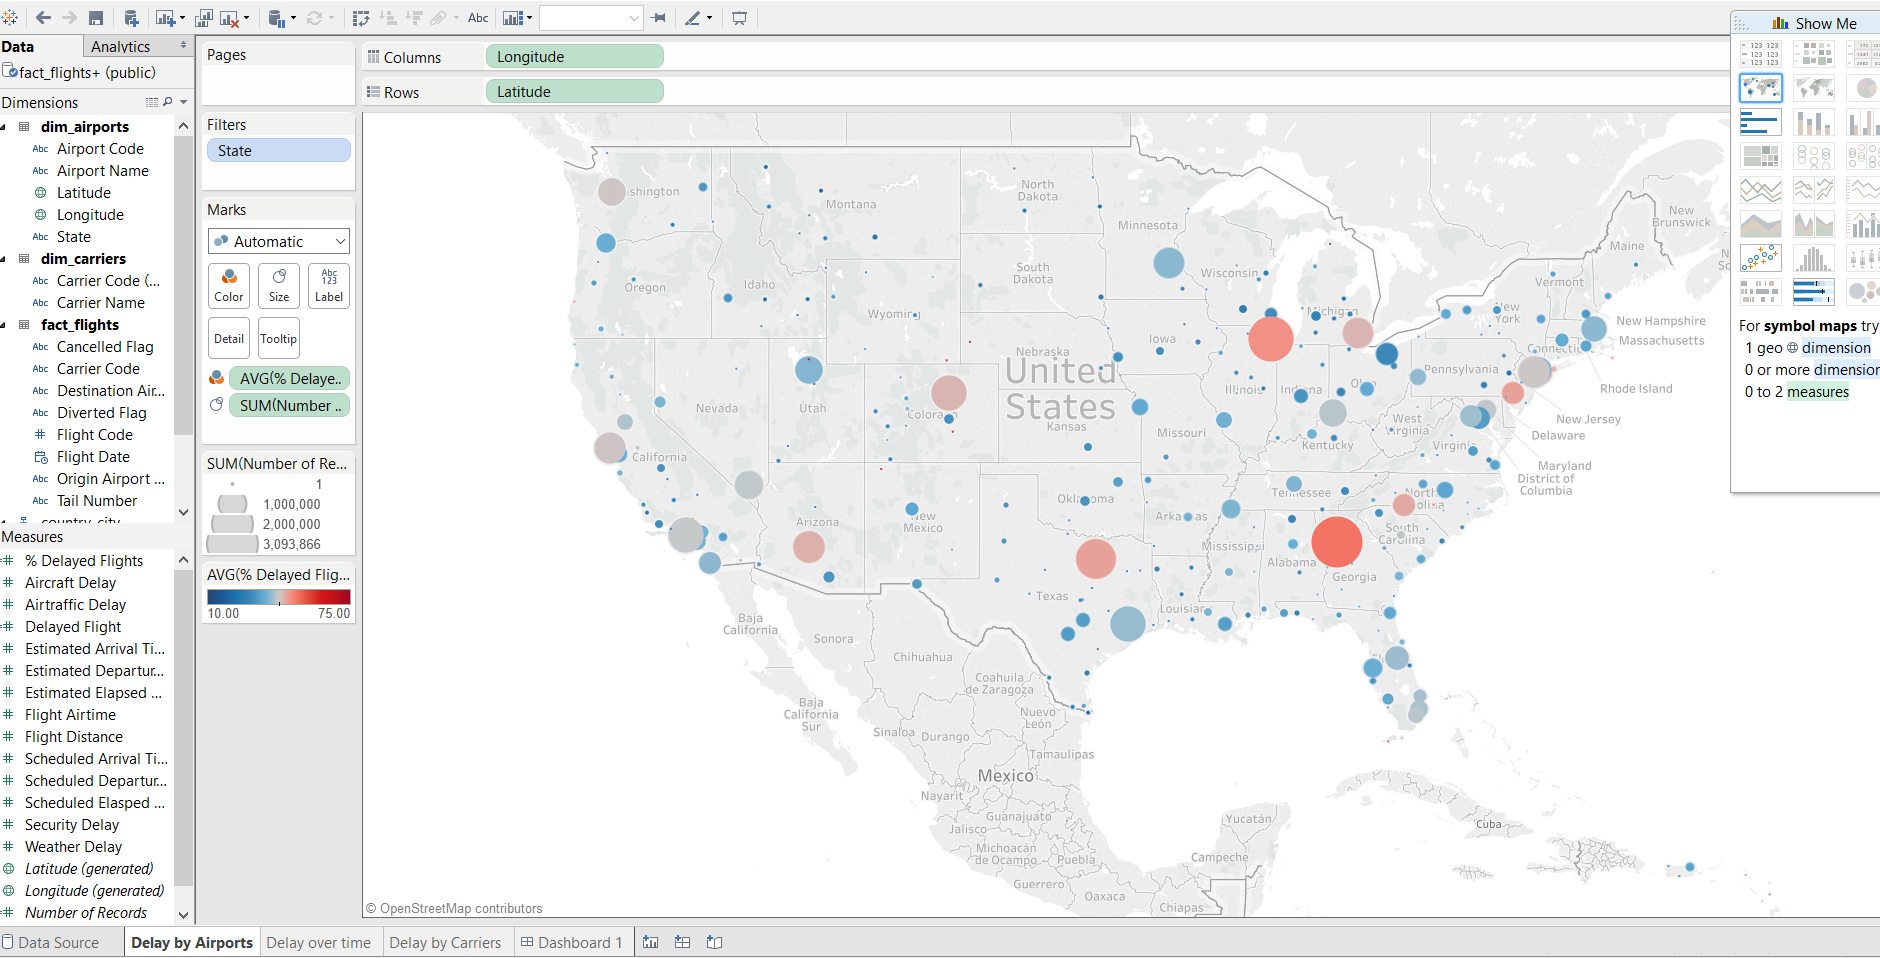 Abc
Show Me
Data
Analytics
fact_flights+ (public)
Dimensions
dim_airports
Abc Airport Code
Abc Airport Name
Latitude
Longitude
Abc State
dim_carriers
Abc Carrier Code (...
Abc Carrier Name
fact_flights
Abc Cancelled Flag
Abc Carrier Code
Abc Destination Air...
Abc Diverted Flag
# Flight Code
Flight Date
Abc Origin Airport ...
Abc Tail Number
country_city
Measures
# % Delayed Flights
# Aircraft Delay
# Airtraffic Delay
# Delayed Flight
# Estimated Arrival Ti...
# Estimated Departur...
# Estimated Elapsed ...
# Flight Airtime
# Flight Distance
# Scheduled Arrival Ti...
# Scheduled Departur...
# Scheduled Elasped ...
# Security Delay
# Weather Delay
Latitude (generated)
Longitude (generated)
# Number of Records
Pages
Filters
State
Marks
Automatic
Color
Size
Abc
123
Label
Detail
Tooltip
AVG(% Delaye..
SUM(Number ..
SUM(Number of Re...
1
1,000,000
2,000,000
3,093,866
AVG(% Delayed Flig...
10.00 75.00
Columns
Longitude
Rows
Latitude
shington
Montana
North
Dakota
Minnesota
New
Brunswick
Maine
Oregon
Idaho
South
Dakota
Wisconsin
Vermont
Wyoming
Michigan
New
York
New Hampshire
Massachusetts
Iowa
Nebraska
United
States
Pennsylvania
Rhode Island
Nevada
Utah
Illinois
Indiana
Kansas
Missouri
West
Virginia
New Jersey
Delaware
California
Kentucky
Virginia
Maryland
District of
Columbia
Oklahoma
Tennessee
Arizona
New
Mexico
Arkansas
South
Carolina
Mississippi
Alabama
Georgia
Texas
Baja
California
Sonora
Chihuahua
Coahuila
de Zaragoza
Baja
California
Sur
Nuevo
León
Sinaloa
Durango
Tamaulipas
Mexico
Nayarit
Guanajuato
Jalisco
Michoacán
de Ocampo
Puebla
Guerrero
Oaxaca
Yucatán
Campeche
Chiapas
Cuba
© OpenStreetMap contributors
For symbol maps try
1 geo dimension
0 or more dimension
0 to 2 measures
Data Source
Delay by Airports
Delay over time
Delay by Carriers
Dashboard 1